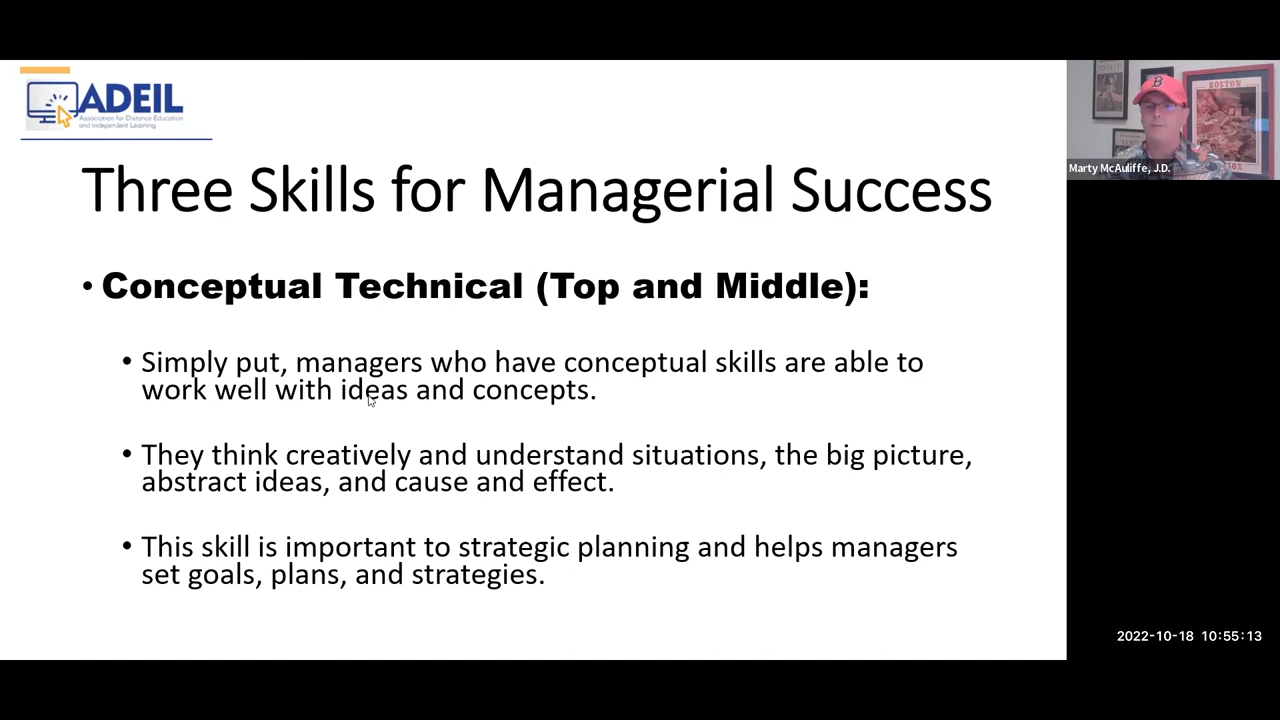 ADEIL
Association for Distance Education
and Independent Learning
Three Skills for Managerial Success
• Conceptual Technical (Top and Middle):
• Simply put, managers who have conceptual skills are able to
work well with ideas and concepts.
• They think creatively and understand situations, the big picture,
abstract ideas, and cause and effect.
• This skill is important to strategic planning and helps managers
set goals, plans, and strategies.
B
BOSTON
Marty McAuliffe, J.D.
2022-10-18 10:55:13